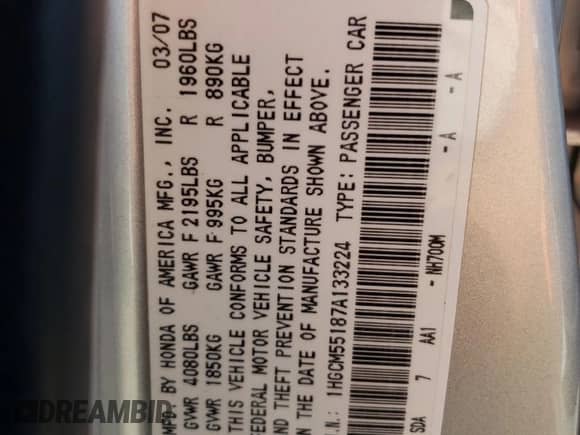 MFD. BY HONDA OF AMERICA MFG., INC. 03/07
GVWR 4080LBS GAWR F 2195LBS R 1960LBS
GVWR 1850KG GAWR F 995KG R 890KG
THIS VEHICLE CONFORMS TO ALL APPLICABLE
FEDERAL MOTOR VEHICLE SAFETY, BUMPER,
AND THEFT PREVENTION STANDARDS IN EFFECT
ON THE DATE OF MANUFACTURE SHOWN ABOVE.
V.I.N.: 1HGCM55187A133224 TYPE: PASSENGER CAR
SDA 7 AA1 - NH700M - A - A
DREAMBID